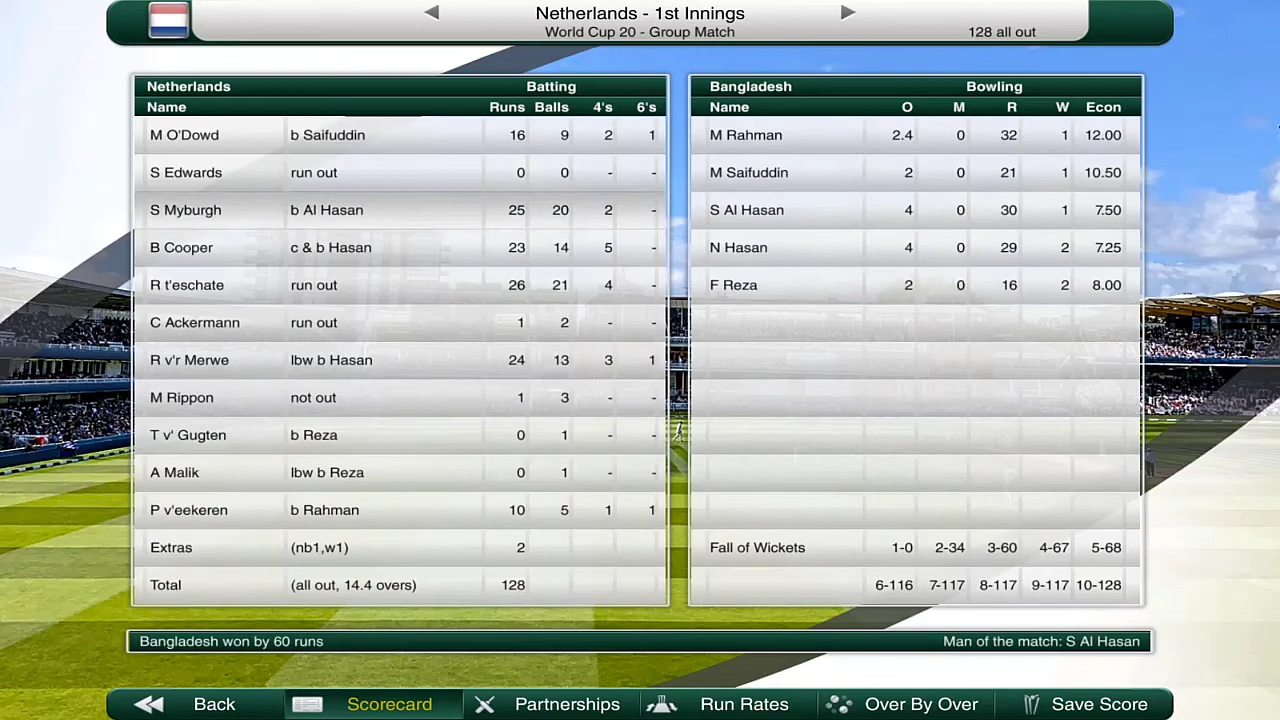 Netherlands - 1st Innings
World Cup 20 - Group Match 128 all out
Netherlands Batting
Name Runs Balls 4's 6's
M O'Dowd b Saifuddin 16 9 2 1
S Edwards run out 0 0 - -
S Myburgh b Al Hasan 25 20 2 -
B Cooper c & b Hasan 23 14 5 -
R t'eschate run out 26 21 4 -
C Ackermann run out 1 2 - -
R v'r Merwe lbw b Hasan 24 13 3 1
M Rippon not out 1 3 - -
T v' Gugten b Reza 0 1 - -
A Malik lbw b Reza 0 1 - -
P v'eekeren b Rahman 10 5 1 1
Extras (nb1,w1) 2
Total (all out, 14.4 overs) 128
Bangladesh Bowling
Name O M R W Econ
M Rahman 2.4 0 32 1 12.00
M Saifuddin 2 0 21 1 10.50
S Al Hasan 4 0 30 1 7.50
N Hasan 4 0 29 2 7.25
F Reza 2 0 16 2 8.00
Fall of Wickets 1-0 2-34 3-60 4-67 5-68
6-116 7-117 8-117 9-117 10-128
Bangladesh won by 60 runs Man of the match: S Al Hasan
Back Scorecard Partnerships Run Rates Over By Over Save Score